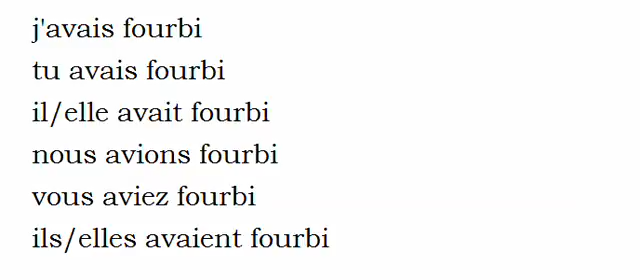 j'avais fourbi
tu avais fourbi
il/elle avait fourbi
nous avions fourbi
vous aviez fourbi
ils/elles avaient fourbi